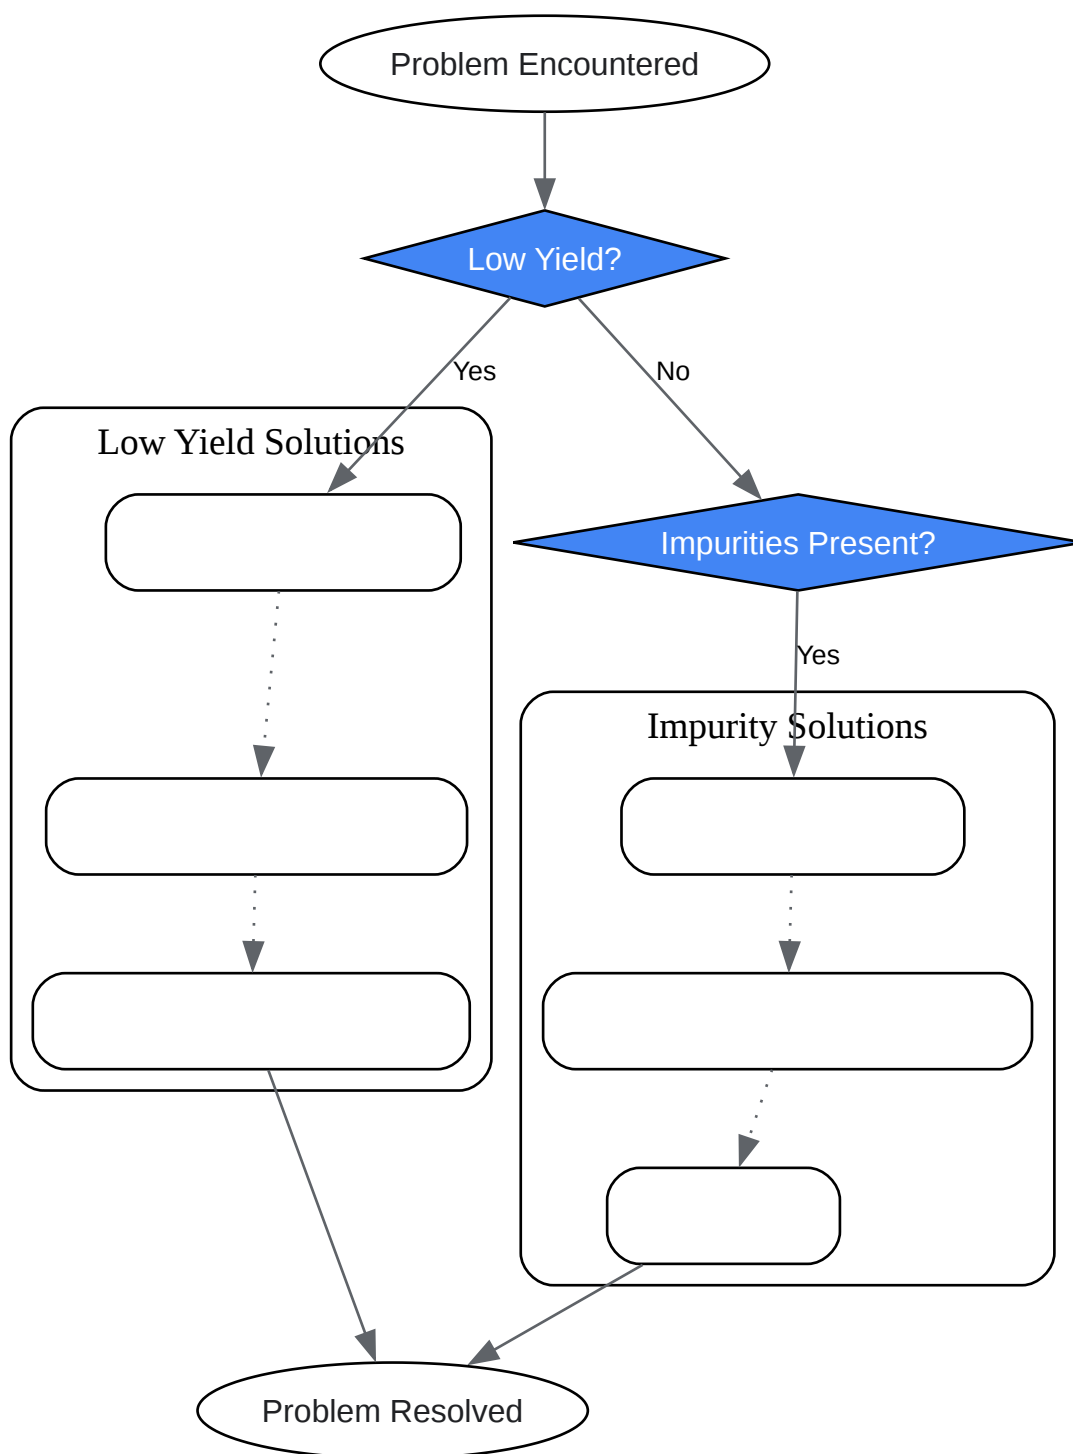 Problem Encountered
Low Yield?
Yes
No
Low Yield Solutions
Impurities Present?
Yes
Impurity Solutions
Problem Resolved